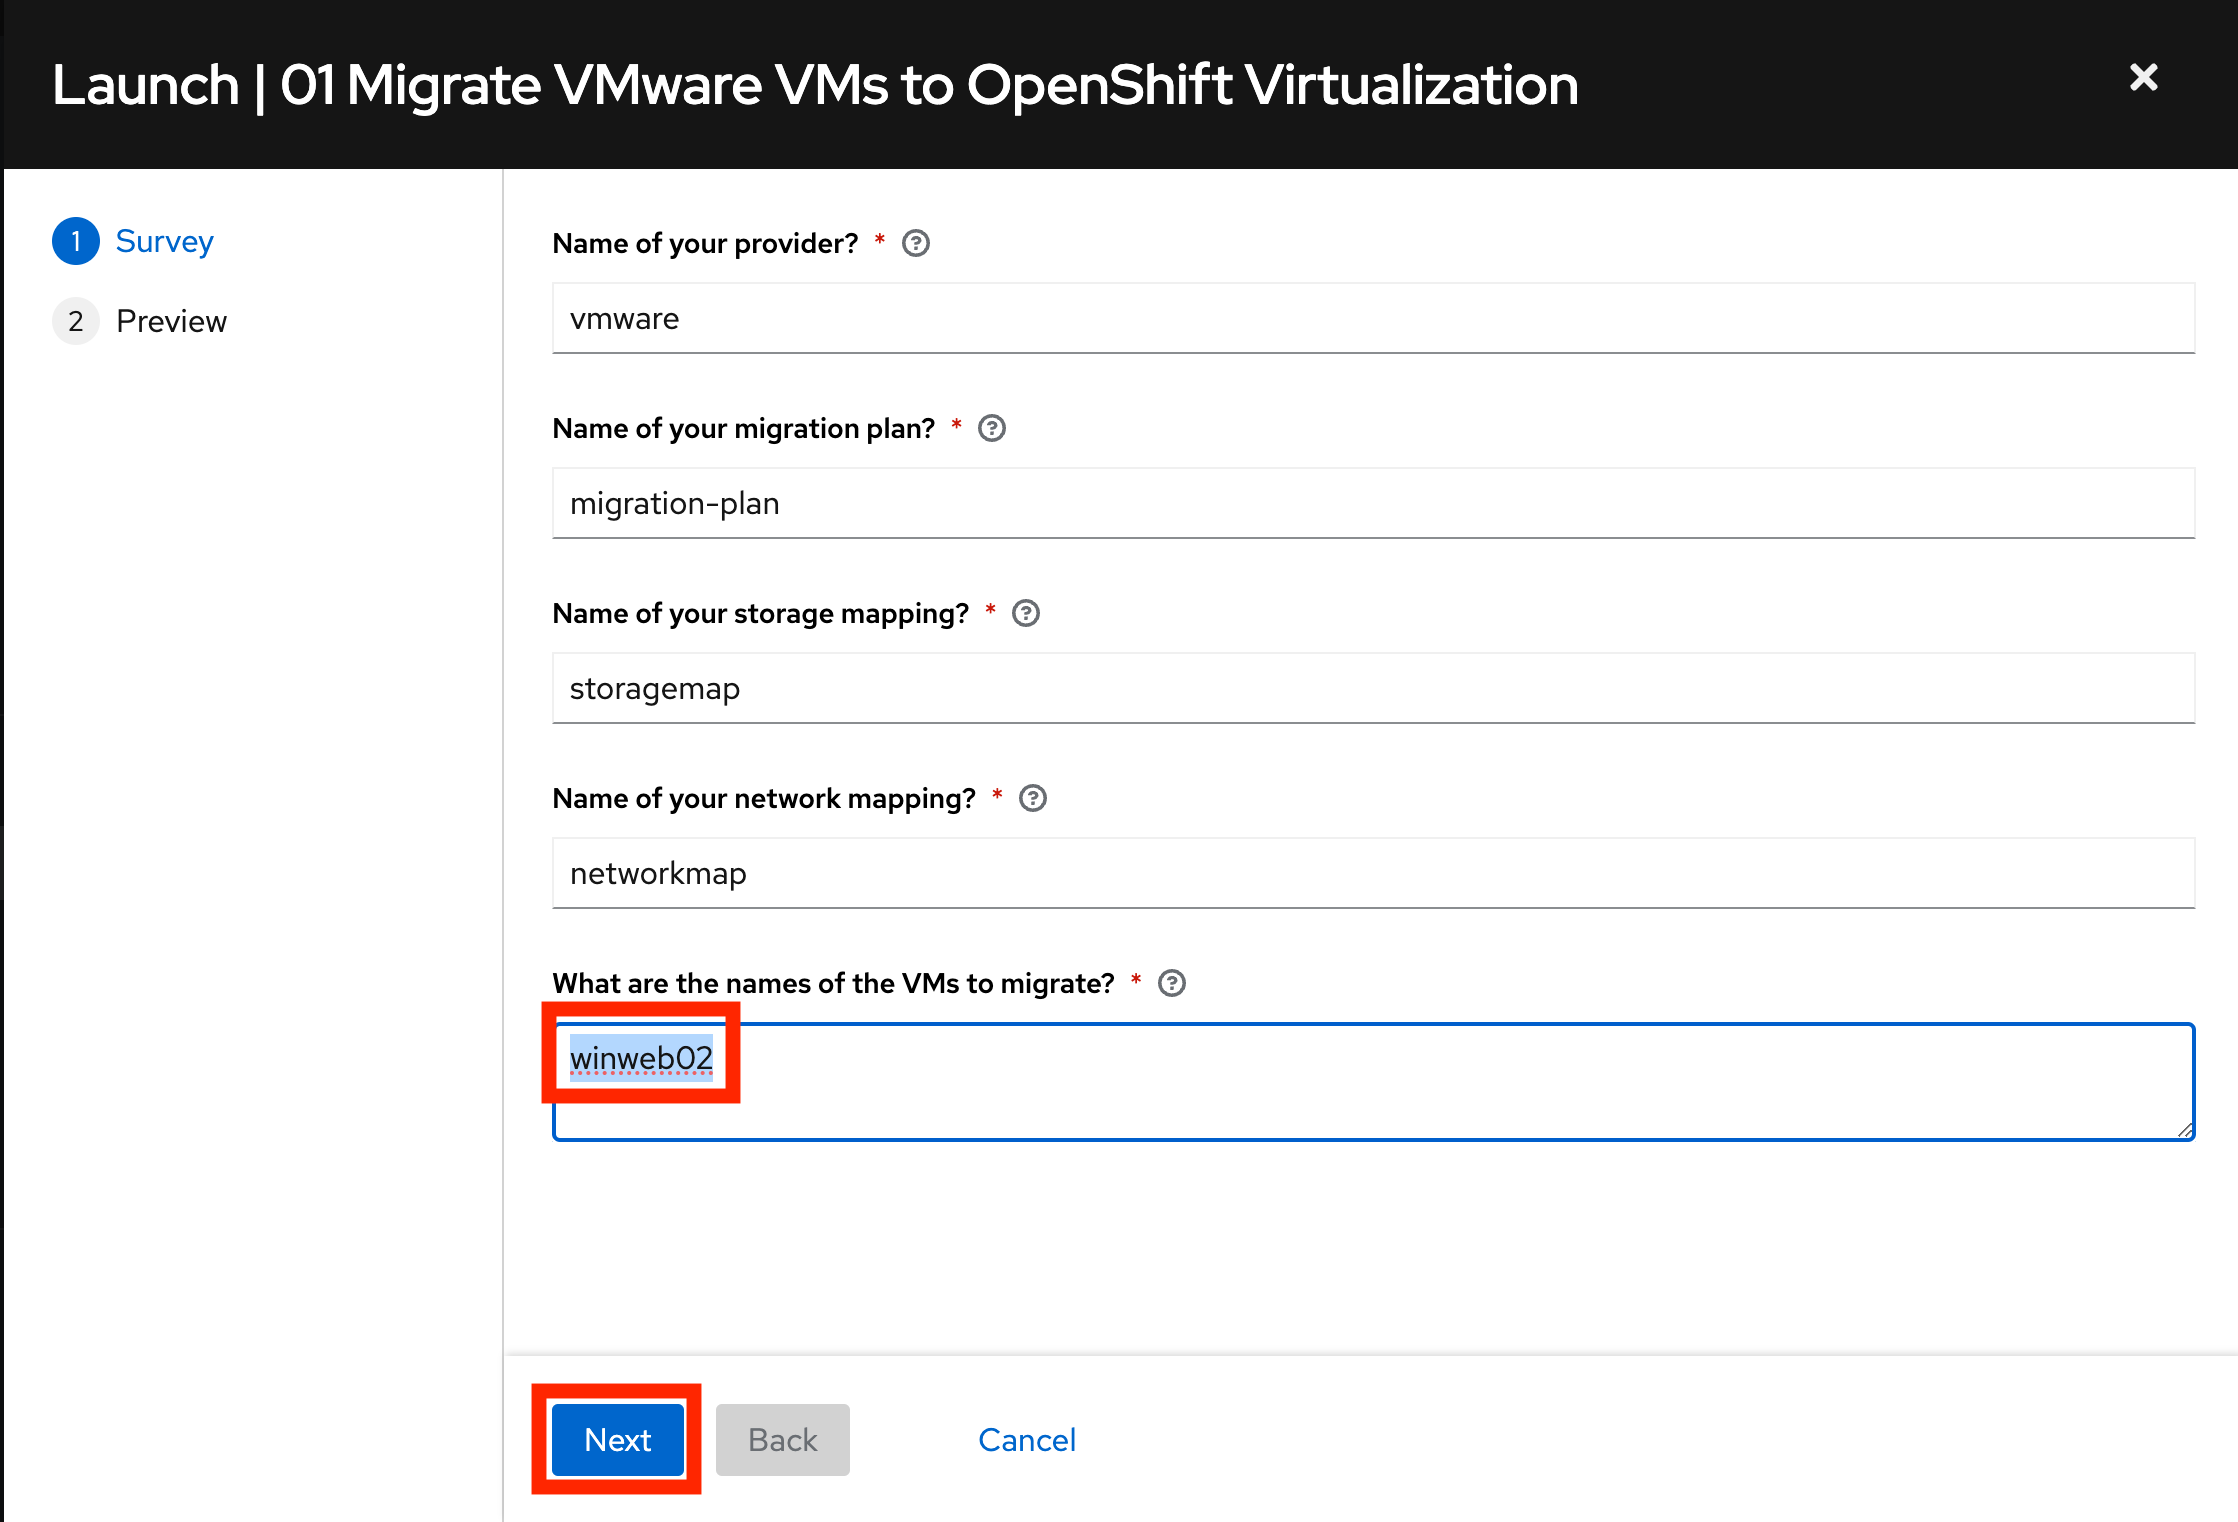 Launch | 01 Migrate VMware VMs to OpenShift Virtualization
1 Survey
2 Preview
Name of your provider? *
vmware
Name of your migration plan? *
migration-plan
Name of your storage mapping? *
storagemap
Name of your network mapping? *
networkmap
What are the names of the VMs to migrate? *
winweb02
Next Back Cancel